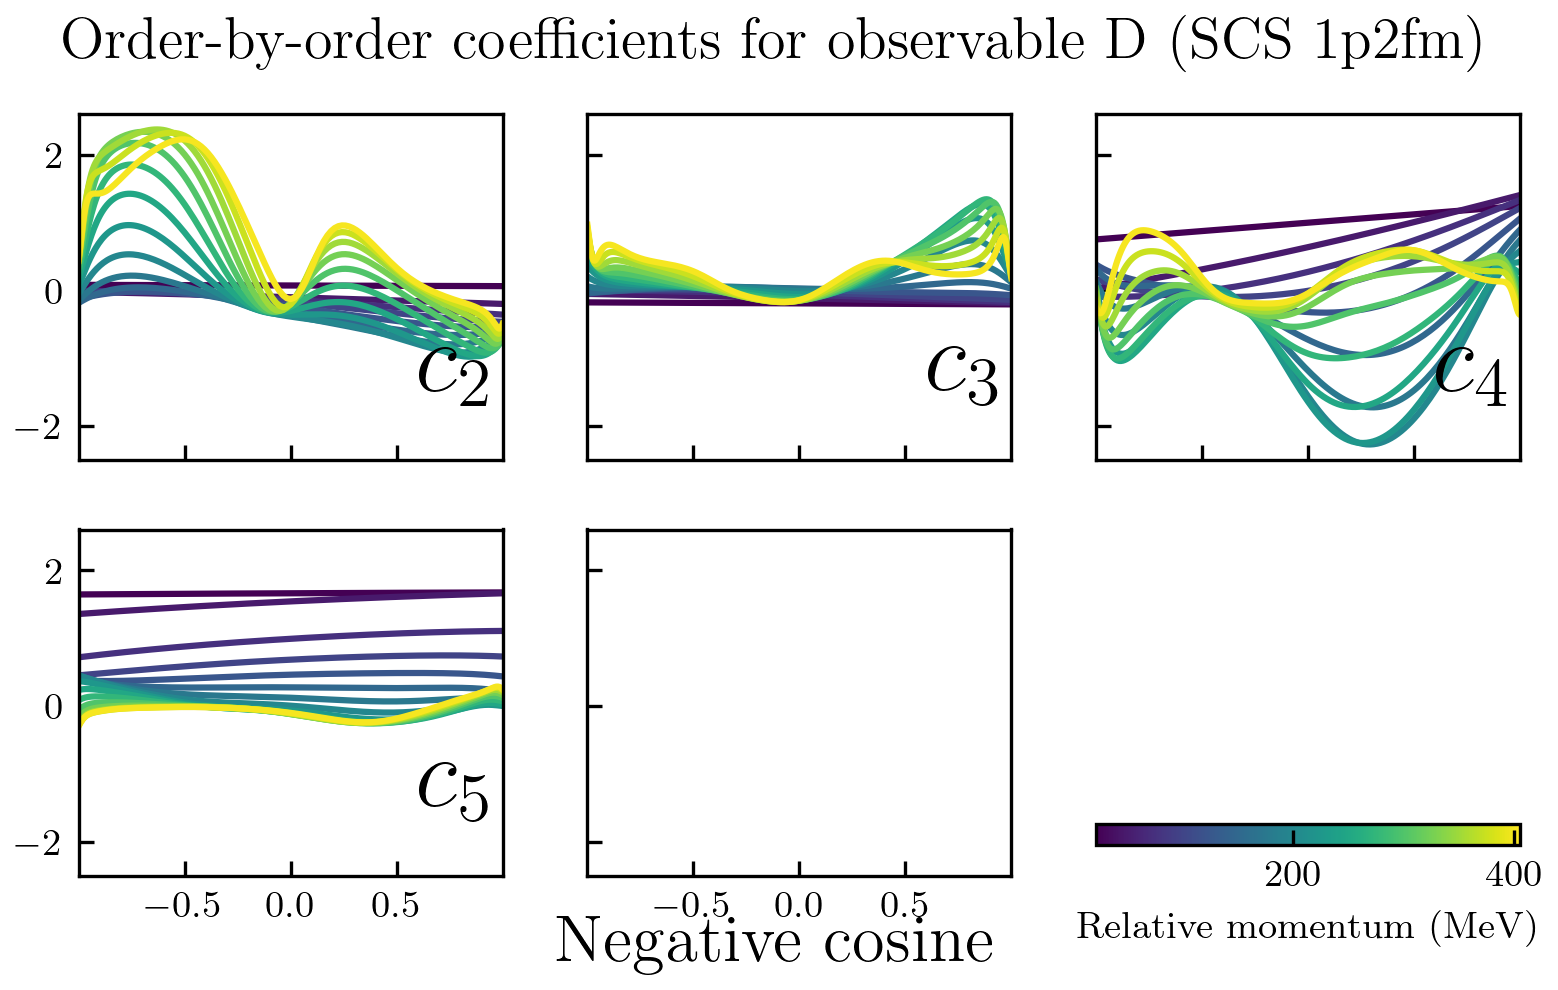 Order-by-order coefficients for observable D (SCS 1p2fm)
2
0
−2
c2
c3
c4
2
0
−2
c5
−0.5 0.0 0.5
−0.5 0.0 0.5
Negative cosine
200 400
Relative momentum (MeV)